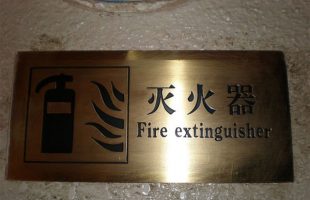 灭火器
Fire extinguisher